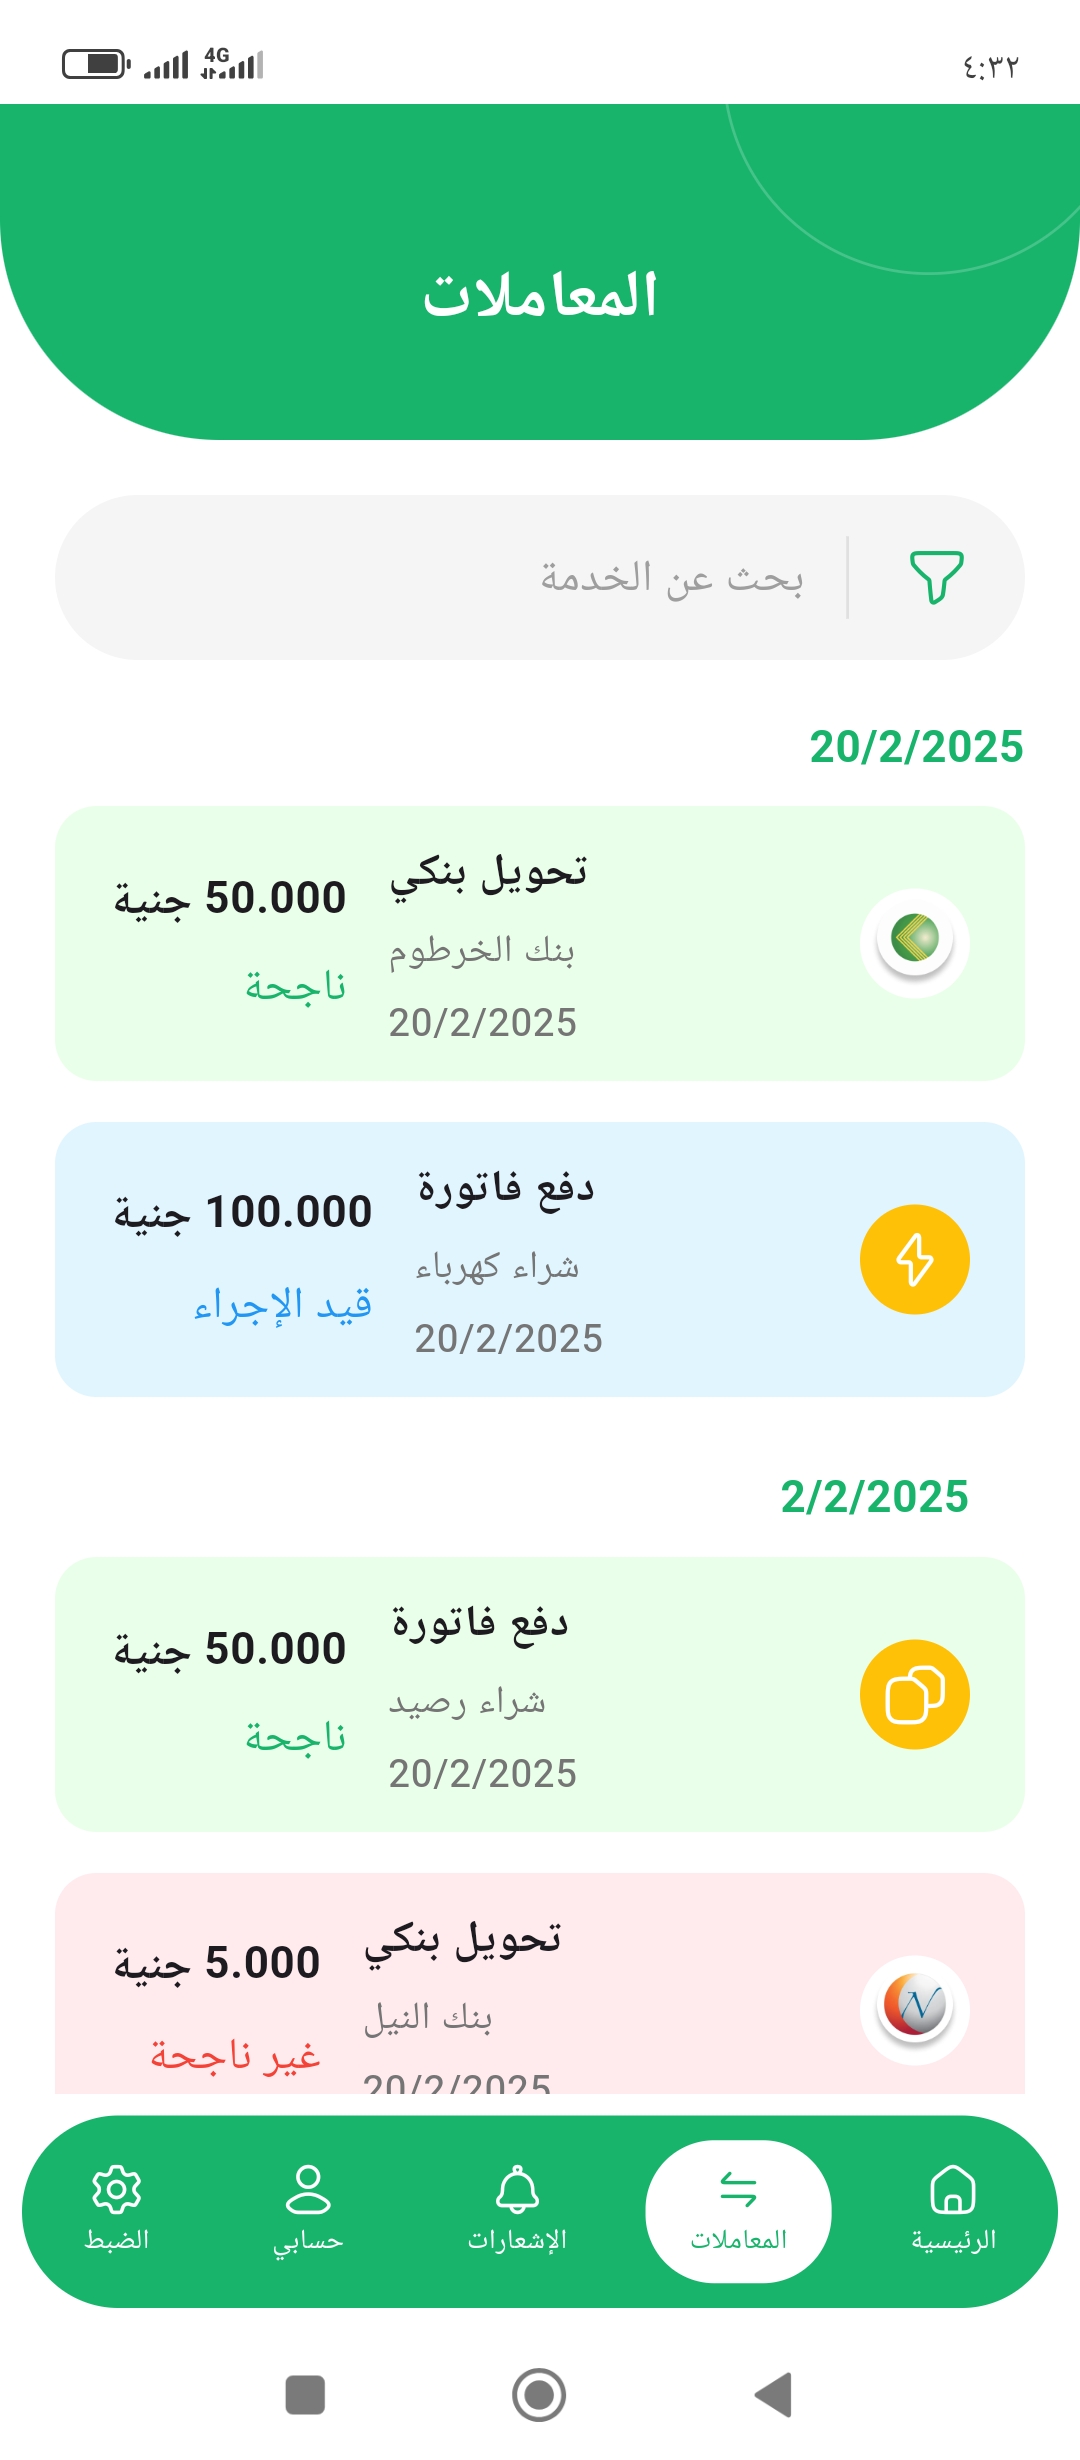 ٤:٣٢
4G
المعاملات
بحث عن الخدمة
20/2/2025
تحويل بنكي
بنك الخرطوم
20/2/2025
50.000 جنية
ناجحة
دفع فاتورة
شراء كهرباء
20/2/2025
100.000 جنية
قيد الإجراء
2/2/2025
دفع فاتورة
شراء رصيد
20/2/2025
50.000 جنية
ناجحة
تحويل بنكي
بنك النيل
20/2/2025
5.000 جنية
غير ناجحة
الرئيسية
المعاملات
الإشعارات
حسابي
الضبط